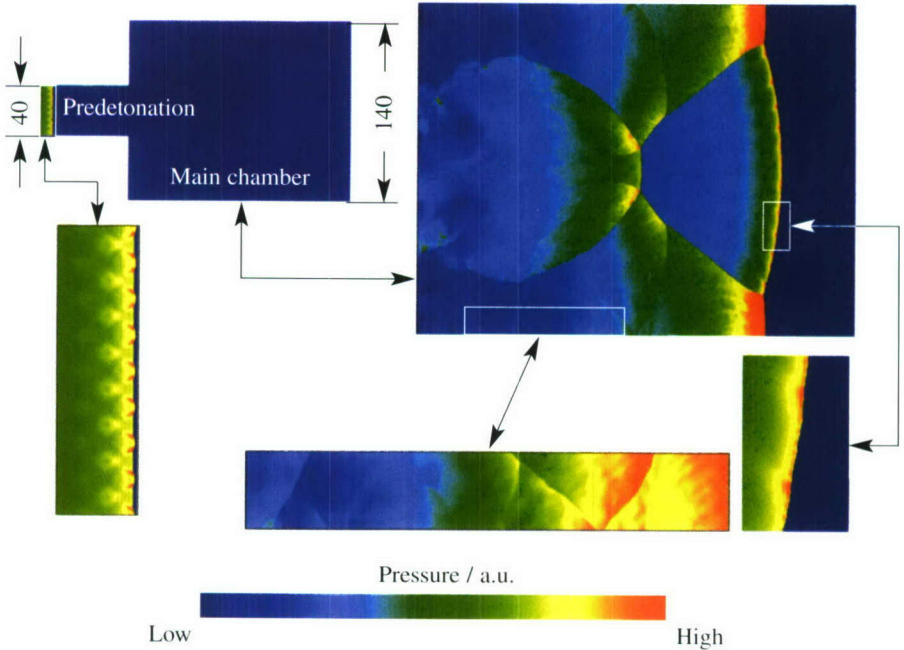 40
Predetonation
Main chamber
140
Pressure / a.u.
Low
High